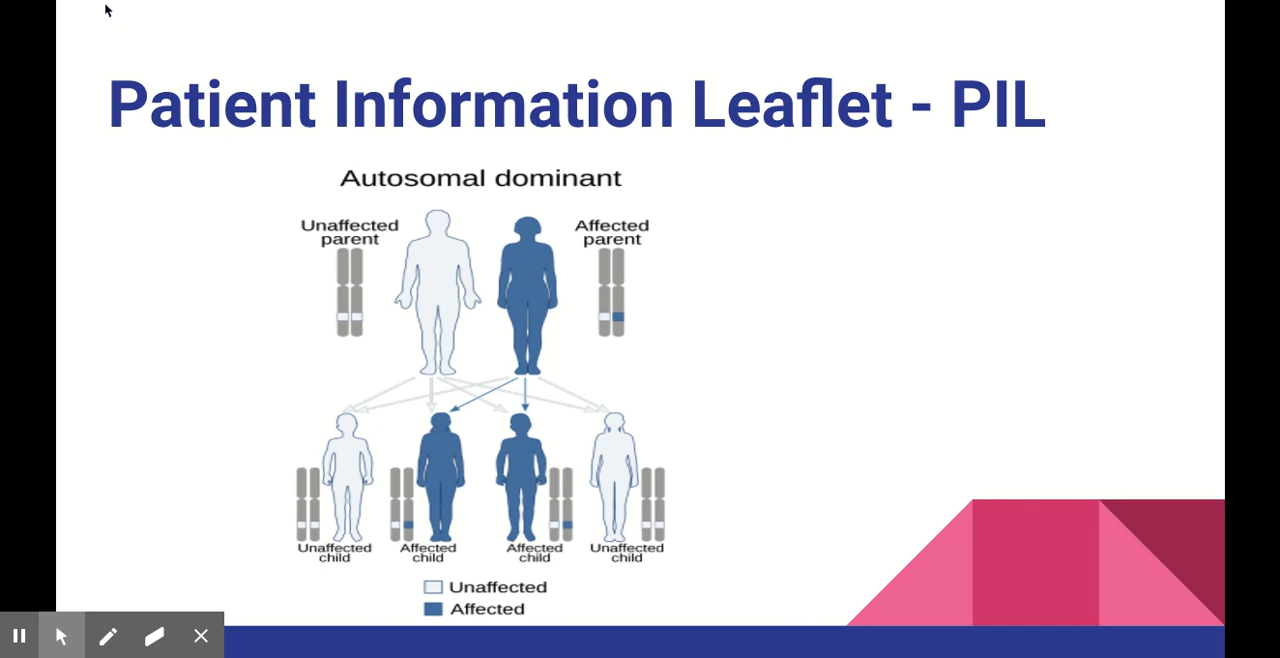 Patient Information Leaflet - PIL
Autosomal dominant
Unaffected
parent
Affected
parent
Unaffected
child
Affected
child
Affected
child
Unaffected
child
Unaffected
Affected